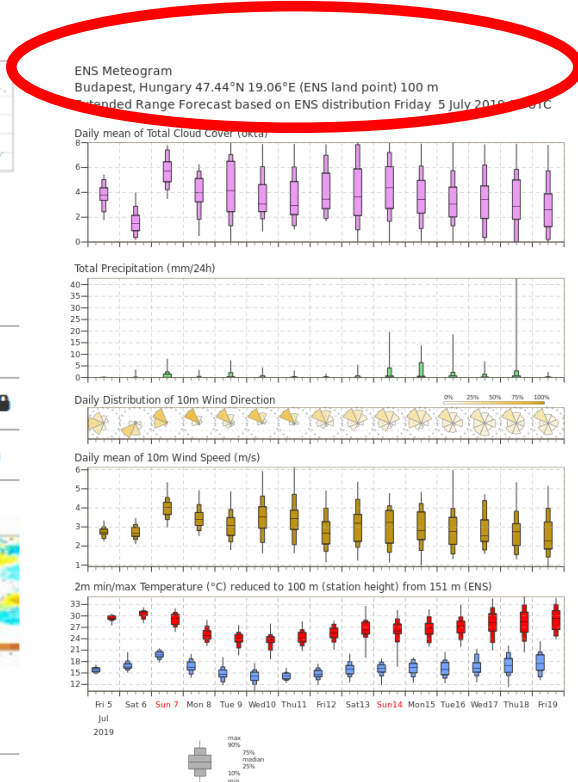 ENS Meteogram
Budapest, Hungary 47.44°N 19.06°E (ENS land point) 100 m
Extended Range Forecast based on ENS distribution Friday 5 July 2019 UTC
Daily mean of Total Cloud Cover (okta)
8
6
4
2
0
Total Precipitation (mm/24h)
40
35
30
25
20
15
10
5
0
Daily Distribution of 10m Wind Direction
0% 25% 50% 75% 100%
Daily mean of 10m Wind Speed (m/s)
6
5
4
3
2
1
2m min/max Temperature (°C) reduced to 100 m (station height) from 151 m (ENS)
33
30
27
24
21
18
15
12
Fri 5 Sat 6 Sun 7 Mon 8 Tue 9 Wed10 Thu11 Fri12 Sat13 Sun14 Mon15 Tue16 Wed17 Thu18 Fri19
Jul
2019
max
90%
75%
median
25%
10%
min